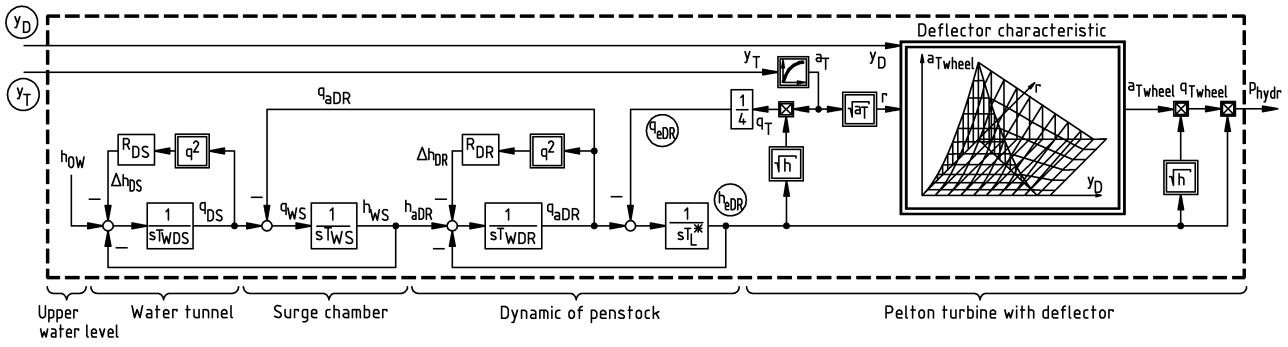 y_D
Deflector characteristic
y_T
a_T
y_D
a_Twheel
y_T
q_aDR
r
1/4
√a_T
r
a_Twheel
q_Twheel
P_hydr
q_T
q_eDR
R_DS
q²
R_DR
q²
h_OW
Δh_DR
√h
√h
y_D
Δh_DS
q_DS
q_WS
h_WS
h_aDR
q_aDR
h_eDR
1/sT_WDS
1/sT_WS
1/sT_WDR
1/sT_L*
Upper water level
Water tunnel
Surge chamber
Dynamic of penstock
Pelton turbine with deflector